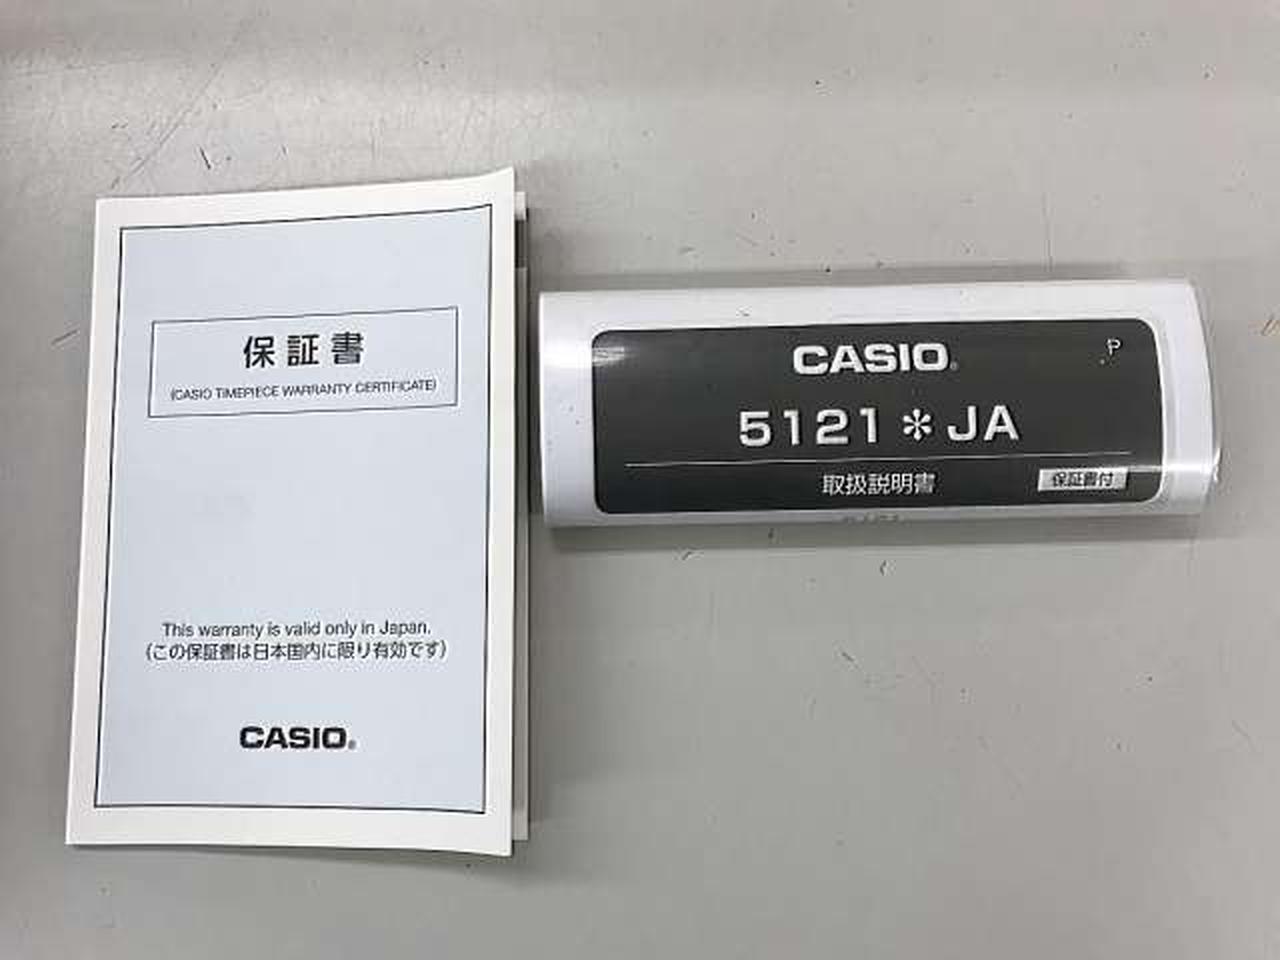 保証書
(CASIO TIMEPIECE WARRANTY CERTIFICATE)
This warranty is valid only in Japan.
(この保証書は日本国内に限り有効です)
CASIO®
CASIO®
P
5121＊JA
取扱説明書
保証書付